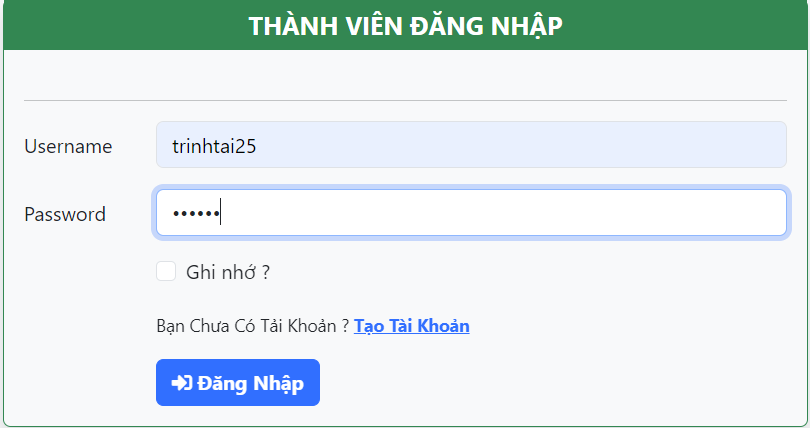 THÀNH VIÊN ĐĂNG NHẬP
Username
trinhtai25
Password
••••••
Ghi nhớ ?
Bạn Chưa Có Tải Khoản ? Tạo Tài Khoản
Đăng Nhập